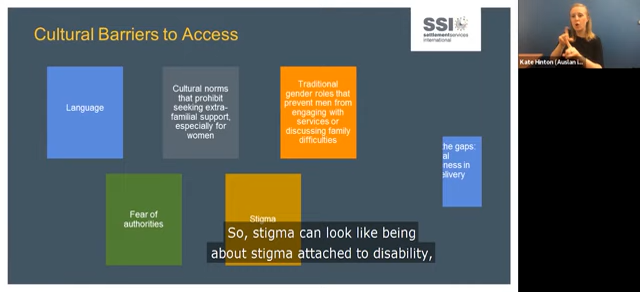 Cultural Barriers to Access
SSI
settlement services
international
Language
Cultural norms
that prohibit
seeking extra-
familial support,
especially for
women
Traditional
gender roles that
prevent men from
engaging with
services or
discussing family
difficulties
the gaps:
al
ness in
elivery
Fear of
authorities
Stigma
So, stigma can look like being
about stigma attached to disability,
Kate Hinton (Auslan I...